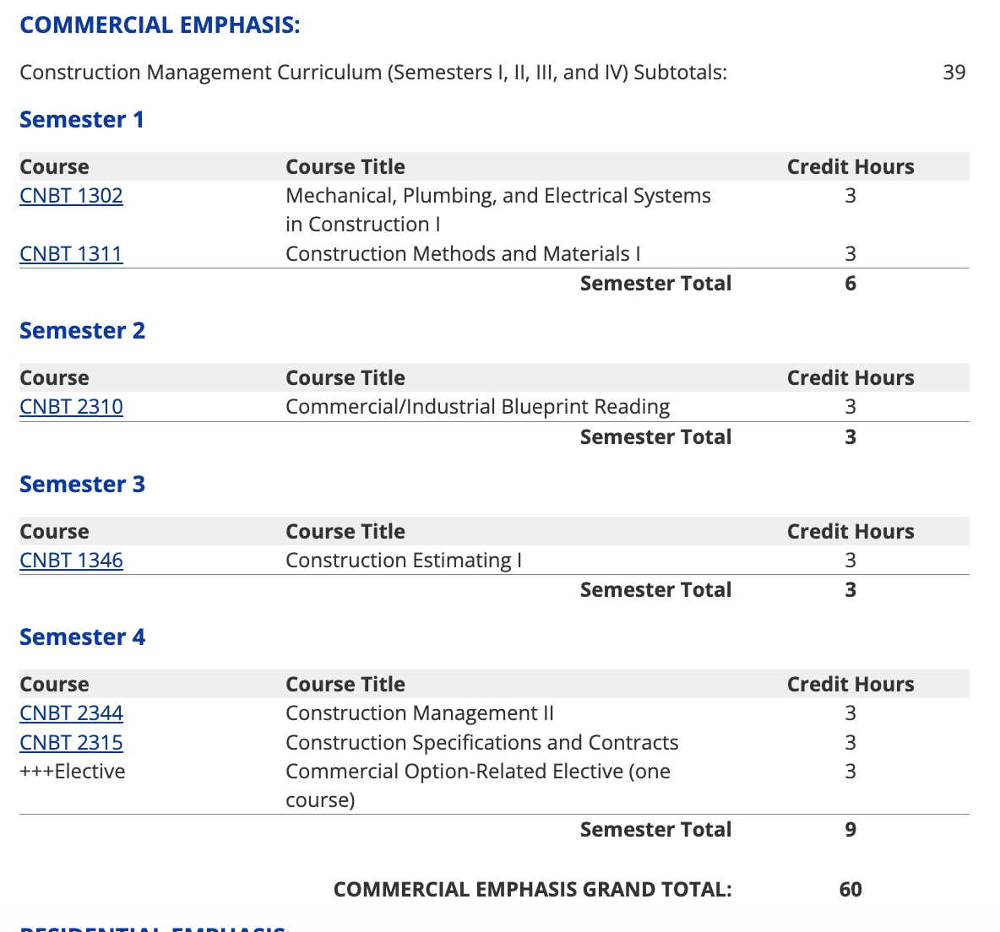 COMMERCIAL EMPHASIS:
Construction Management Curriculum (Semesters I, II, III, and IV) Subtotals: 39
Semester 1
Course Course Title Credit Hours
CNBT 1302 Mechanical, Plumbing, and Electrical Systems 3
in Construction I
CNBT 1311 Construction Methods and Materials I 3
Semester Total 6
Semester 2
Course Course Title Credit Hours
CNBT 2310 Commercial/Industrial Blueprint Reading 3
Semester Total 3
Semester 3
Course Course Title Credit Hours
CNBT 1346 Construction Estimating I 3
Semester Total 3
Semester 4
Course Course Title Credit Hours
CNBT 2344 Construction Management II 3
CNBT 2315 Construction Specifications and Contracts 3
+++Elective Commercial Option-Related Elective (one 3
course)
Semester Total 9
COMMERCIAL EMPHASIS GRAND TOTAL: 60
RESIDENTIAL EMPHASIS: